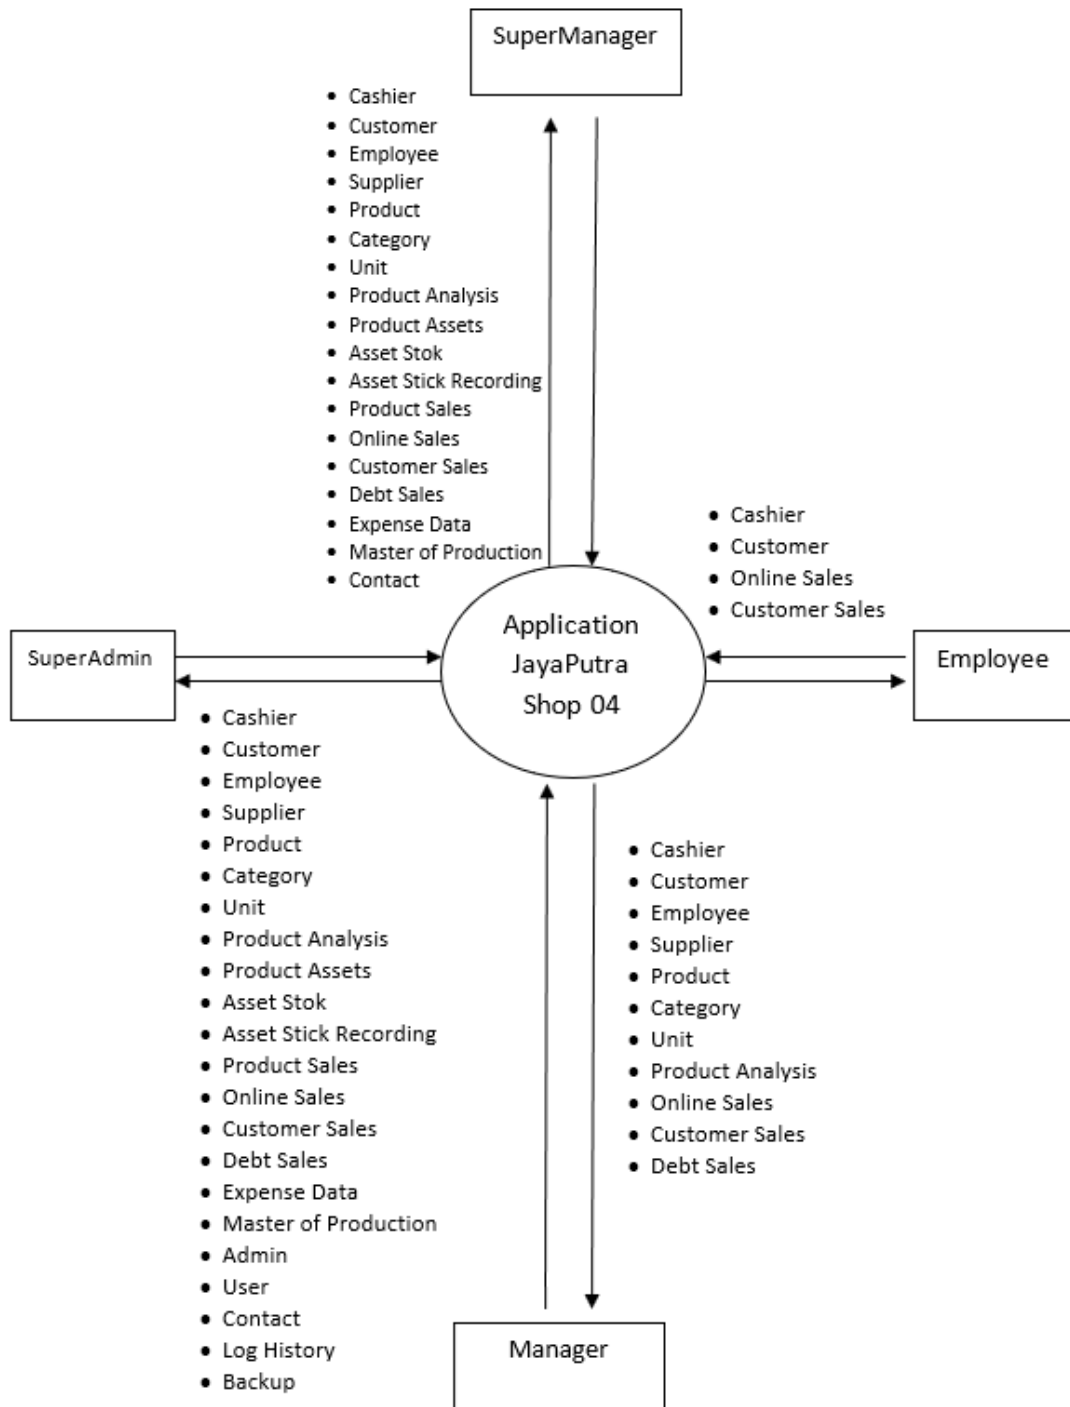 SuperManager
• Cashier
• Customer
• Employee
• Supplier
• Product
• Category
• Unit
• Product Analysis
• Product Assets
• Asset Stok
• Asset Stick Recording
• Product Sales
• Online Sales
• Customer Sales
• Debt Sales
• Expense Data
• Master of Production
• Contact
• Cashier
• Customer
• Online Sales
• Customer Sales
SuperAdmin
Application
JayaPutra
Shop 04
Employee
• Cashier
• Customer
• Employee
• Supplier
• Product
• Category
• Unit
• Product Analysis
• Product Assets
• Asset Stok
• Asset Stick Recording
• Product Sales
• Online Sales
• Customer Sales
• Debt Sales
• Expense Data
• Master of Production
• Admin
• User
• Contact
• Log History
• Backup
• Cashier
• Customer
• Employee
• Supplier
• Product
• Category
• Unit
• Product Analysis
• Online Sales
• Customer Sales
• Debt Sales
Manager